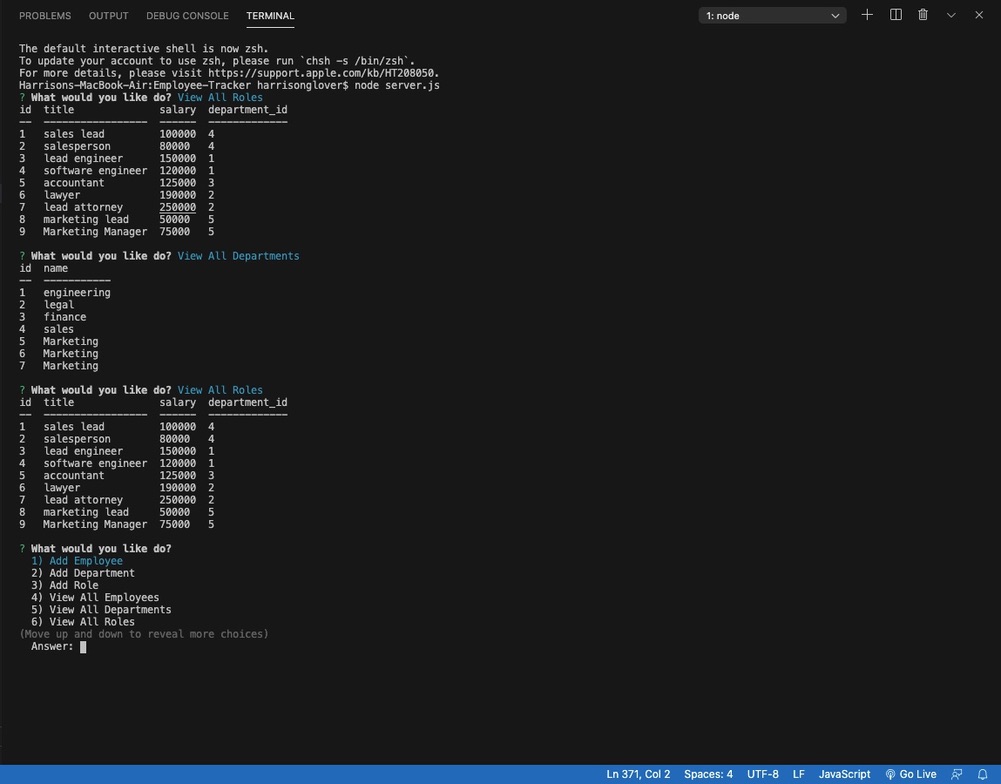 PROBLEMS OUTPUT DEBUG CONSOLE TERMINAL 1: node
The default interactive shell is now zsh.
To update your account to use zsh, please run `chsh -s /bin/zsh`.
For more details, please visit https://support.apple.com/kb/HT208050.
Harrisons-MacBook-Air:Employee-Tracker harrisonglover$ node server.js
? What would you like do? View All Roles
id title salary department_id
-- ----------------- ------ -------------
1 sales lead 100000 4
2 salesperson 80000 4
3 lead engineer 150000 1
4 software engineer 120000 1
5 accountant 125000 3
6 lawyer 190000 2
7 lead attorney 250000 2
8 marketing lead 50000 5
9 Marketing Manager 75000 5
? What would you like do? View All Departments
id name
-- -----------
1 engineering
2 legal
3 finance
4 sales
5 Marketing
6 Marketing
7 Marketing
? What would you like do? View All Roles
id title salary department_id
-- ----------------- ------ -------------
1 sales lead 100000 4
2 salesperson 80000 4
3 lead engineer 150000 1
4 software engineer 120000 1
5 accountant 125000 3
6 lawyer 190000 2
7 lead attorney 250000 2
8 marketing lead 50000 5
9 Marketing Manager 75000 5
? What would you like do?
1) Add Employee
2) Add Department
3) Add Role
4) View All Employees
5) View All Departments
6) View All Roles
(Move up and down to reveal more choices)
Answer:
Ln 371, Col 2 Spaces: 4 UTF-8 LF JavaScript Go Live